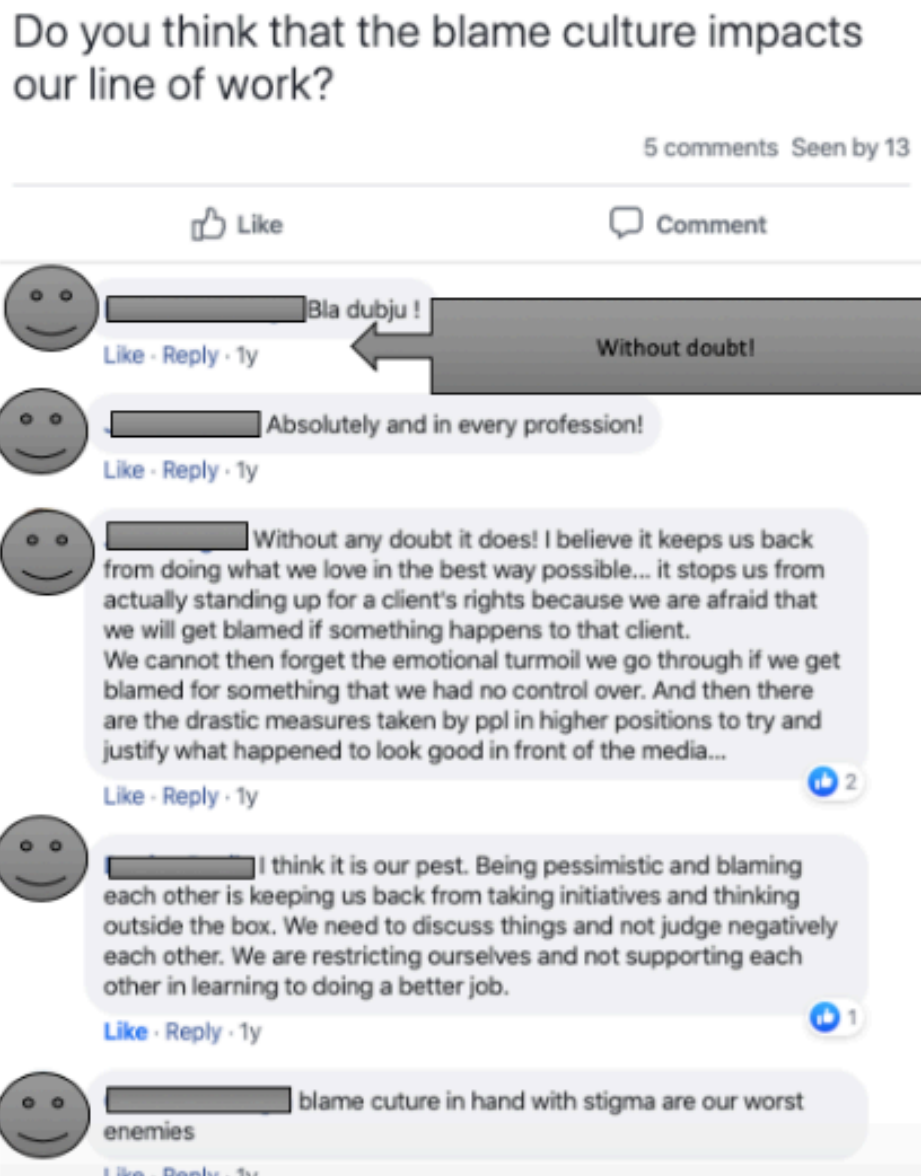 Do you think that the blame culture impacts
our line of work?
5 comments Seen by 13
Like Comment
Bla dubju !
Without doubt!
Like · Reply · 1y
Absolutely and in every profession!
Like · Reply · 1y
Without any doubt it does! I believe it keeps us back
from doing what we love in the best way possible... it stops us from
actually standing up for a client's rights because we are afraid that
we will get blamed if something happens to that client.
We cannot then forget the emotional turmoil we go through if we get
blamed for something that we had no control over. And then there
are the drastic measures taken by ppl in higher positions to try and
justify what happened to look good in front of the media...
2
Like · Reply · 1y
I think it is our pest. Being pessimistic and blaming
each other is keeping us back from taking initiatives and thinking
outside the box. We need to discuss things and not judge negatively
each other. We are restricting ourselves and not supporting each
other in learning to doing a better job.
1
Like · Reply · 1y
blame cuture in hand with stigma are our worst
enemies
Like · Reply · 1y